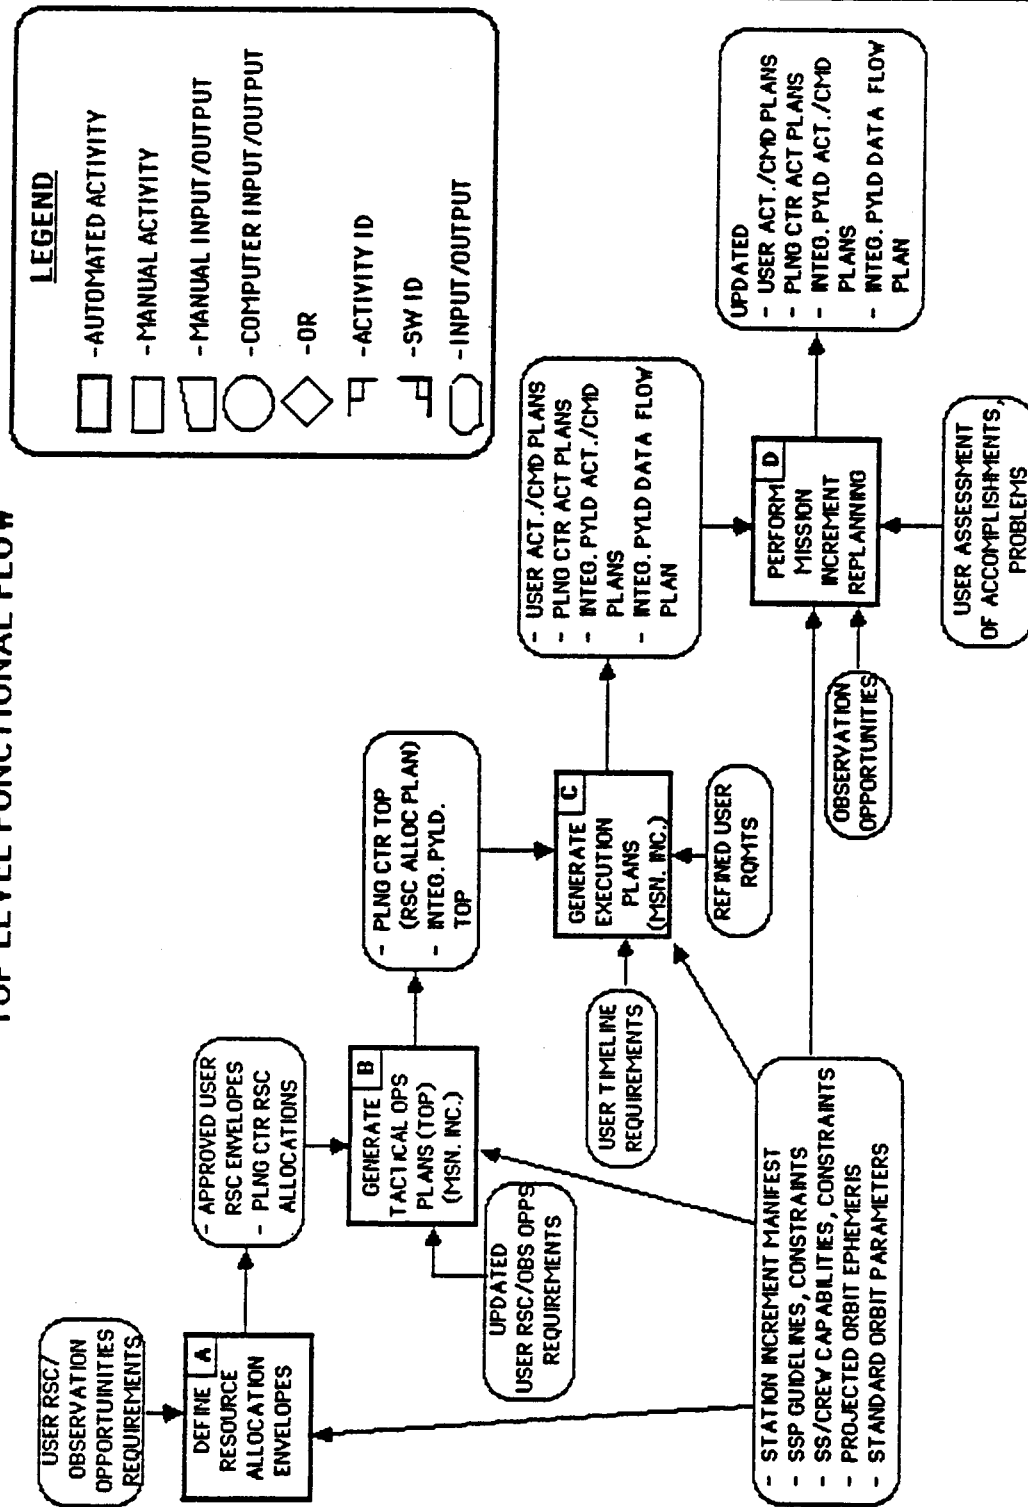 TOP LEVEL FUNCTIONAL FLOW
LEGEND
-AUTOMATED ACTIVITY
-MANUAL ACTIVITY
-MANUAL INPUT/OUTPUT
-COMPUTER INPUT/OUTPUT
-OR
-ACTIVITY ID
-SW ID
-INPUT/OUTPUT
USER RSC/
OBSERVATION
OPPORTUINITIES
REQUIREMENTS
A
DEFINE
RESOURCE
ALLOCATION
ENVELOPES
- APPROVED USER
RSC ENVELOPES
- PLNG CTR RSC
ALLOCATIONS
B
GENERATE
TACTICAL OPS
PLANS (TOP)
(MSN. INC.)
UPDATED
USER RSC/OBS OPPS
REQUIREMENTS
- PLNG CTR TOP
(RSC ALLOC PLAN)
- INTEG. PYLD.
TOP
C
GENERATE
EXECUTION
PLANS
(MSN. INC.)
USER TIMELINE
REQUIREMENTS
REFINED USER
RQMTS
- USER ACT./CMD PLANS
- PLNG CTR ACT PLANS
- INTEG. PYLD ACT./CMD
PLANS
- INTEG. PYLD DATA FLOW
PLAN
D
PERFORM
MISSION
INCREMENT
REPLANNING
OBSERVATION
OPPORTUNITIES
USER ASSESSMENT
OF ACCOMPLISHMENTS,
PROBLEMS
UPDATED
- USER ACT./CMD PLANS
- PLNG CTR ACT PLANS
- INTEG. PYLD ACT./CMD
PLANS
- INTEG. PYLD DATA FLOW
PLAN
- STATION INCREMENT MANIFEST
- SSP GUIDELINES, CONSTRAINTS
- SS/CREW CAPABILITIES, CONSTRAINTS
- PROJECTED ORBIT EPHEMERIS
- STANDARD ORBIT PARAMETERS